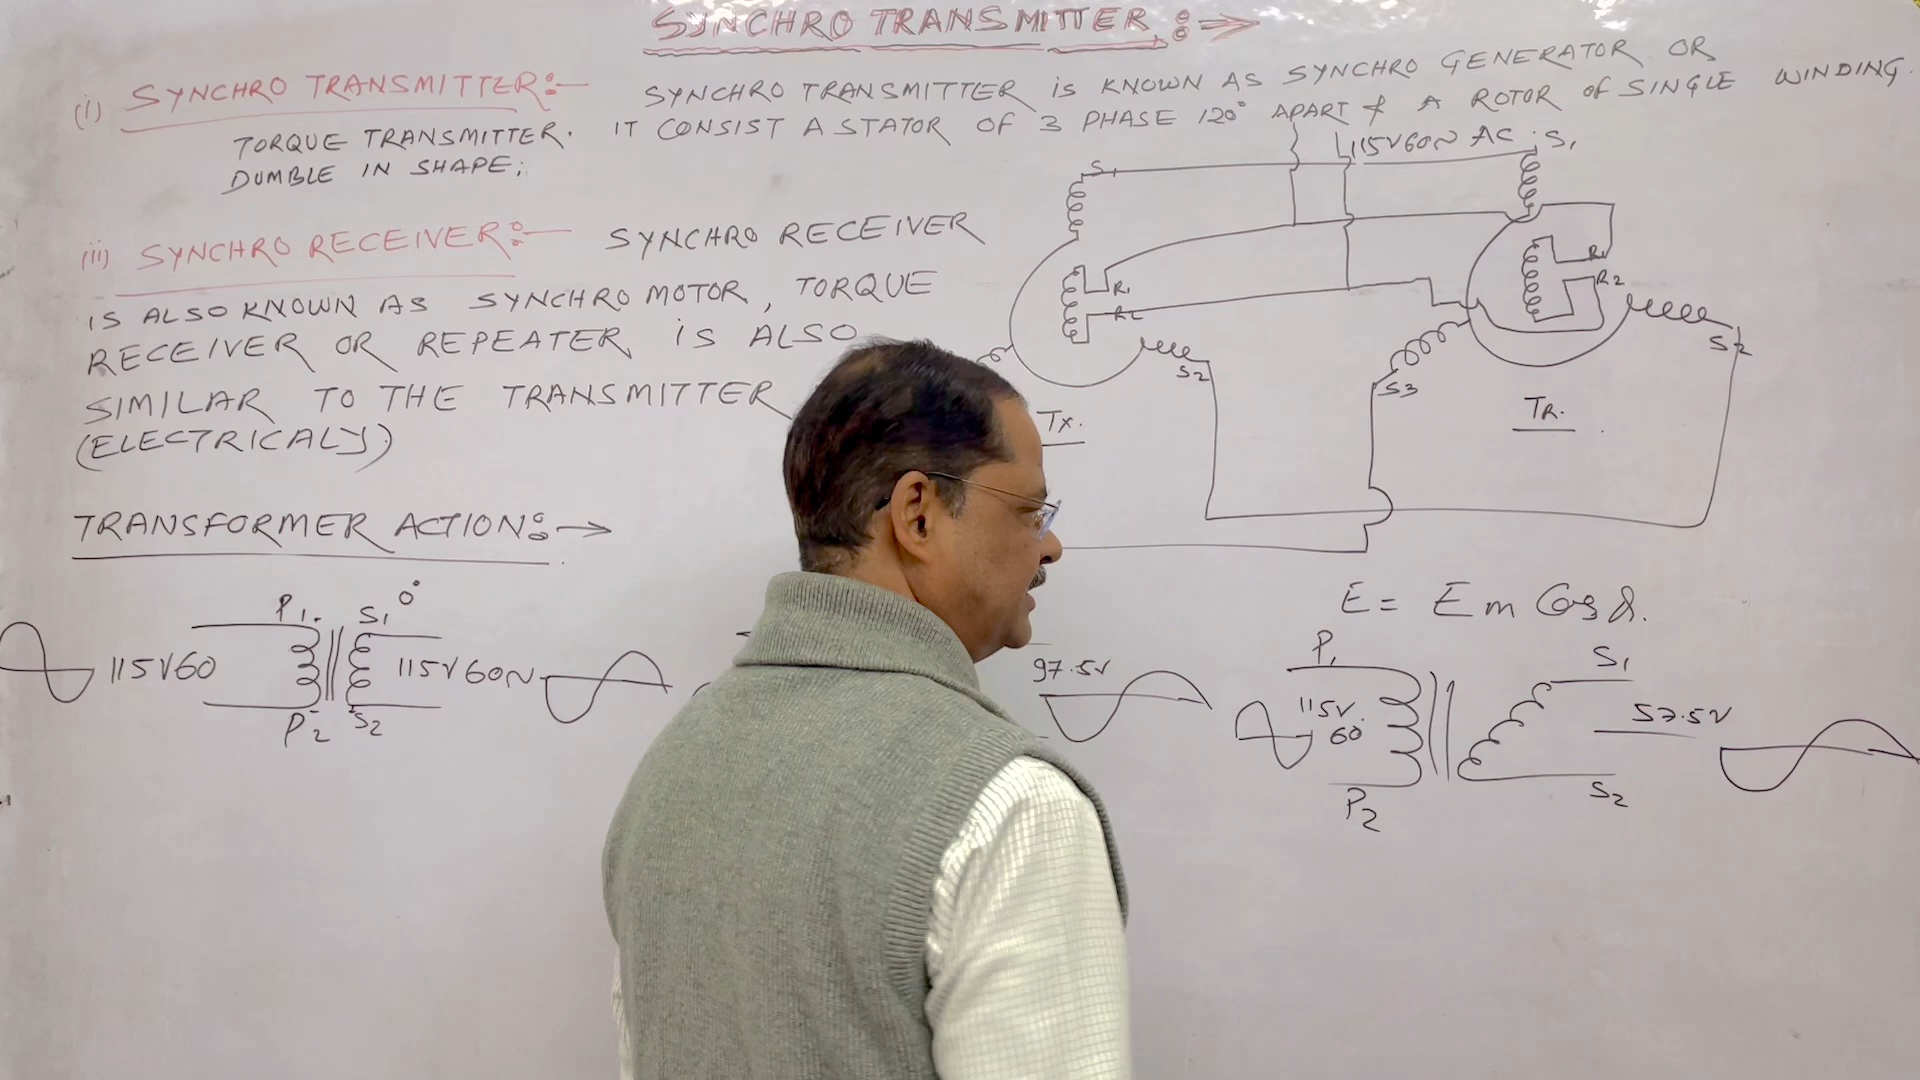 SYNCHRO TRANSMITTER :→
(i) SYNCHRO TRANSMITTER:- SYNCHRO TRANSMITTER IS KNOWN AS SYNCHRO GENERATOR OR
TORQUE TRANSMITTER. IT CONSIST A STATOR OF 3 PHASE 120° APART & A ROTOR OF SINGLE WINDING
DUMBLE IN SHAPE;
(ii) SYNCHRO RECEIVER:- SYNCHRO RECEIVER
IS ALSO KNOWN AS SYNCHRO MOTOR, TORQUE
RECEIVER OR REPEATER IS ALSO
SIMILAR TO THE TRANSMITTER
(ELECTRICALY)
115V60N AC
S1
S1
R1
R2
S2
Tx.
R1
R2
S2
S3
TR.
TRANSFORMER ACTION:→
P1. S1 0°
115V60 115V60N
P2 S2
97.5V
E = Em Cos
P1 S1
115V. 57.5V
60
P2 S2